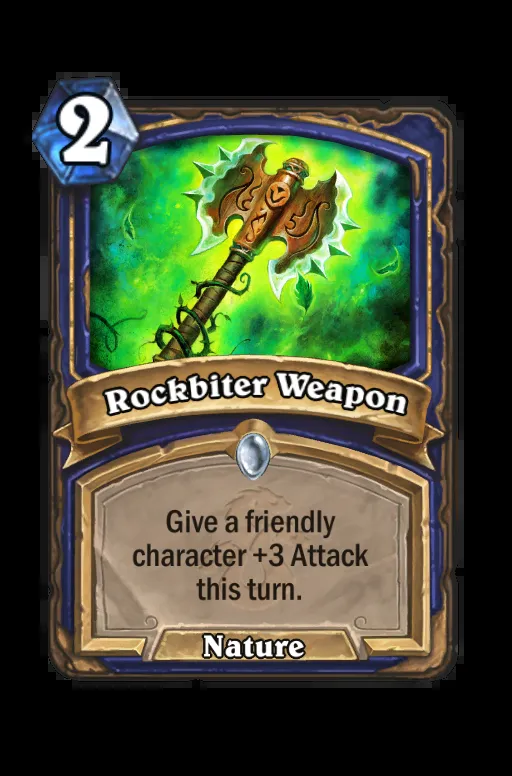 2
Rockbiter Weapon
Give a friendly
character +3 Attack
this turn.
Nature